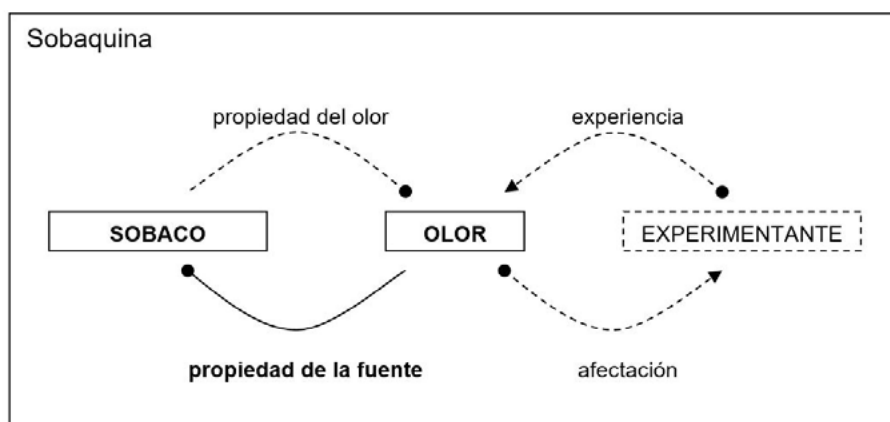 Sobaquina
propiedad del olor
experiencia
SOBACO
OLOR
EXPERIMENTANTE
propiedad de la fuente
afectación